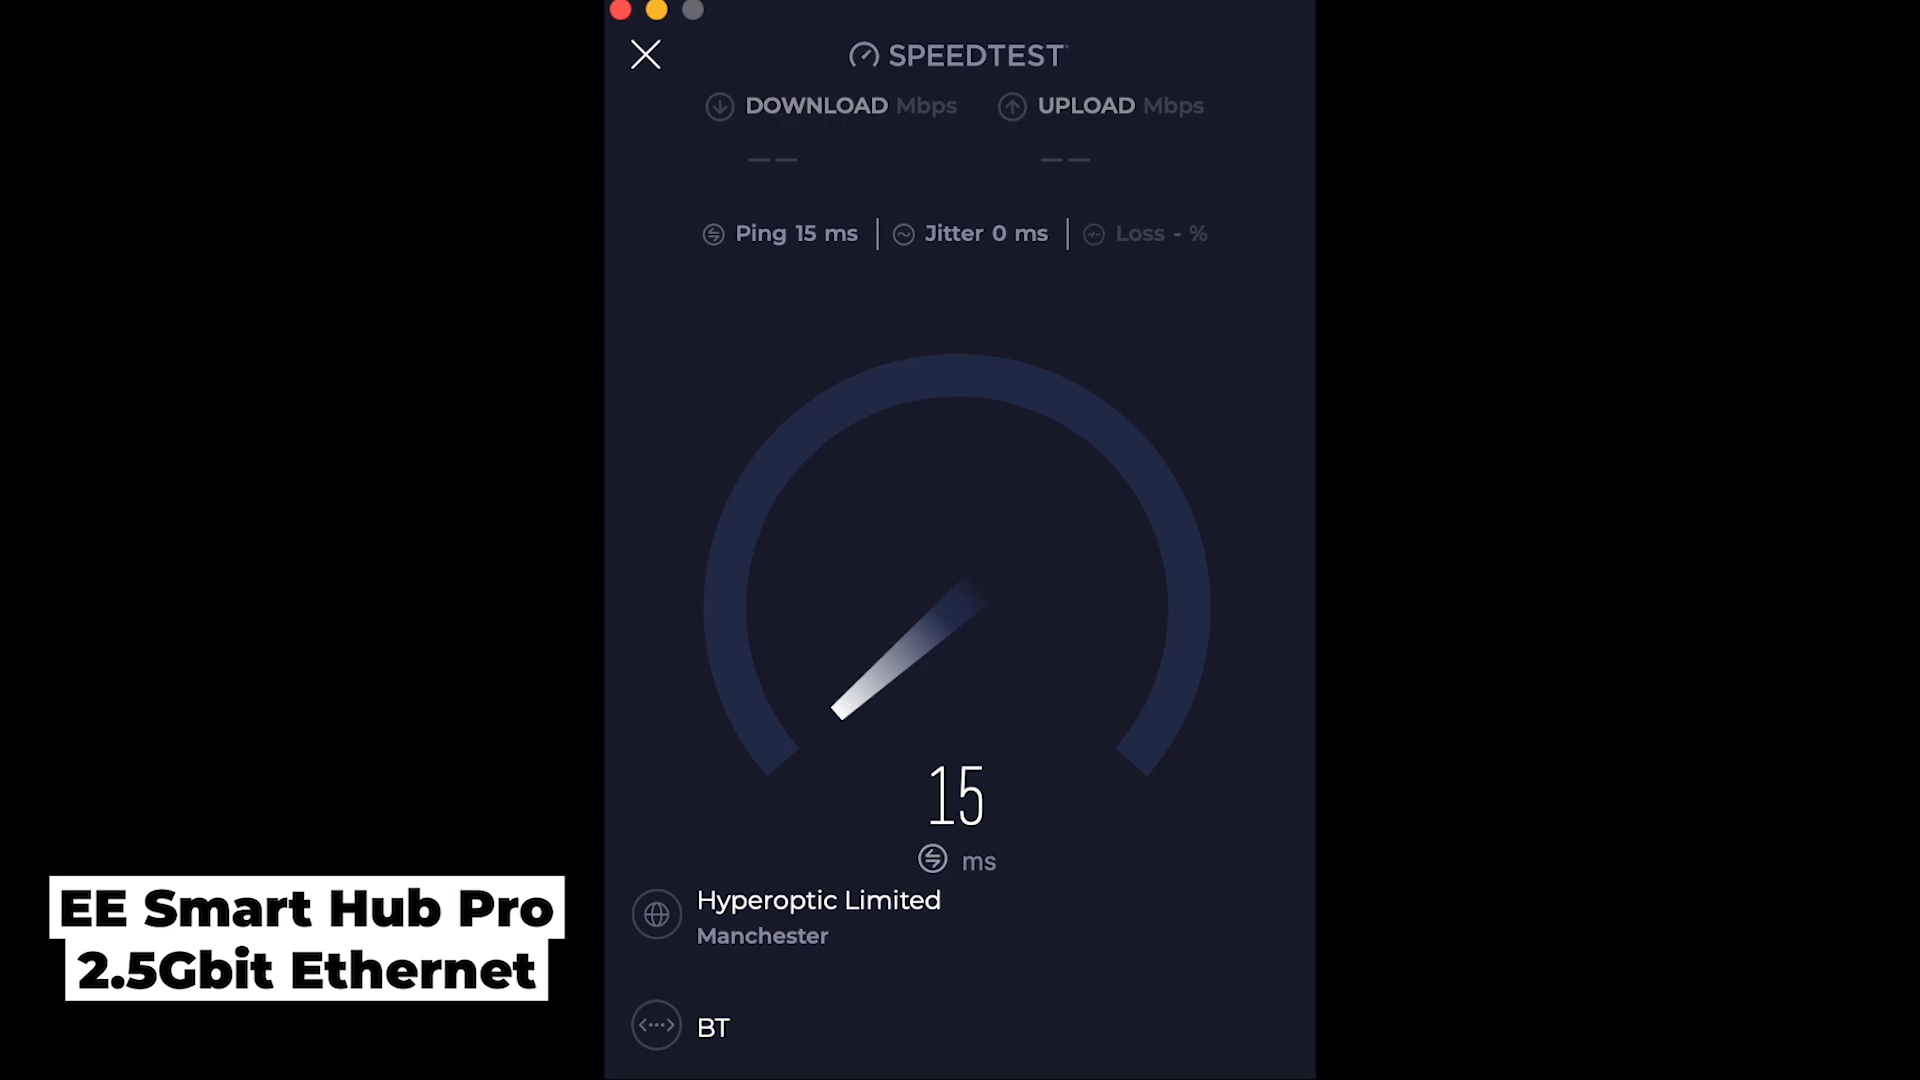 SPEEDTEST
DOWNLOAD Mbps UPLOAD Mbps
— — — —
Ping 15 ms Jitter 0 ms Loss - %
15
ms
Hyperoptic Limited
Manchester
BT
EE Smart Hub Pro
2.5Gbit Ethernet